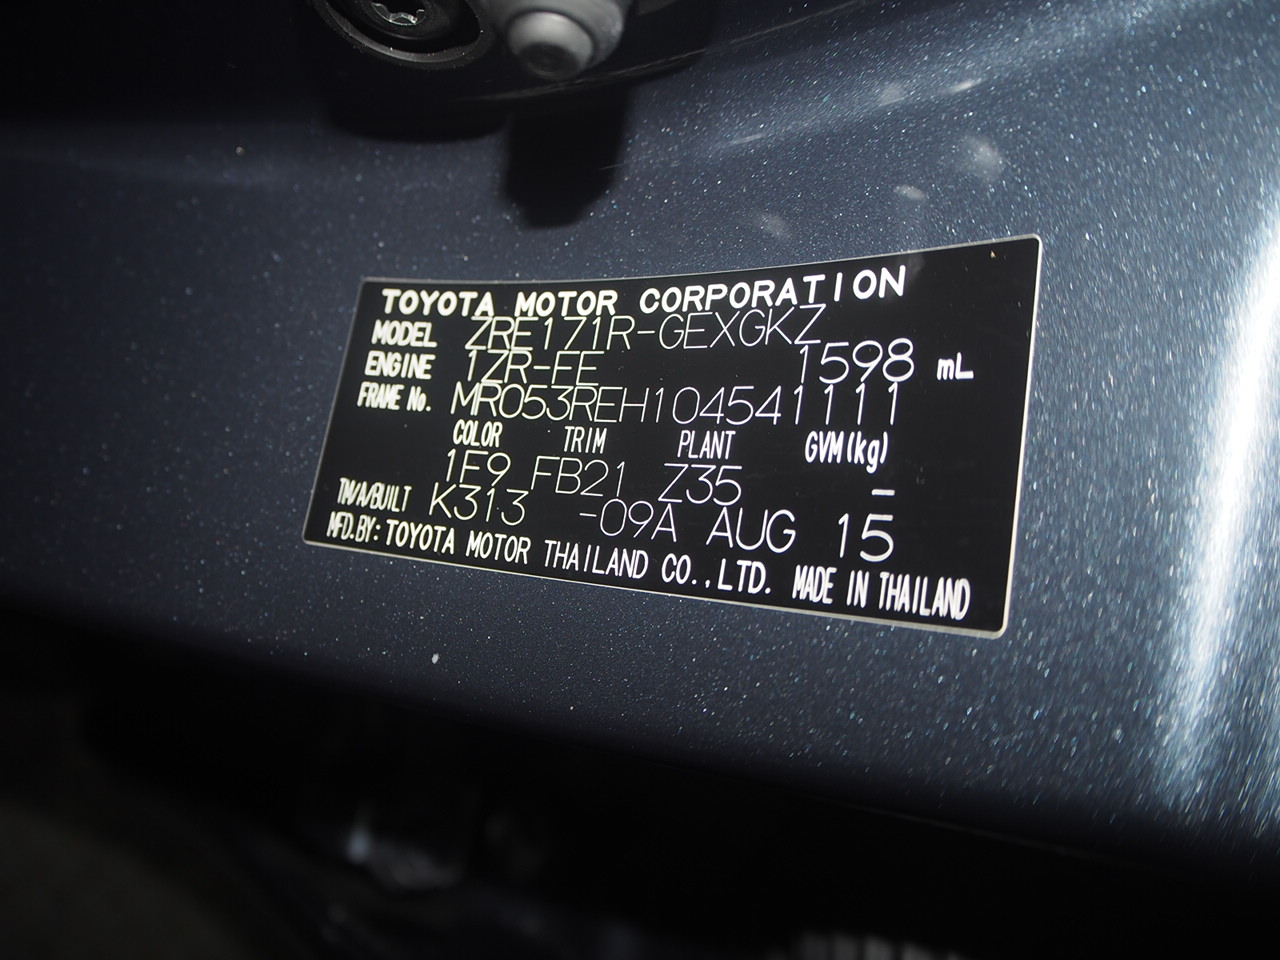 TOYOTA MOTOR CORPORATION
MODEL ZRE171R-GEXGKZ
ENGINE 1ZR-FE 1598 mL
FRAME No. MR053REH104541111
COLOR TRIM PLANT GVM(kg)
1F9 FB21 Z35 -
TM/A/BUILT K313 -09A AUG 15
MFD.BY: TOYOTA MOTOR THAILAND CO.,LTD. MADE IN THAILAND